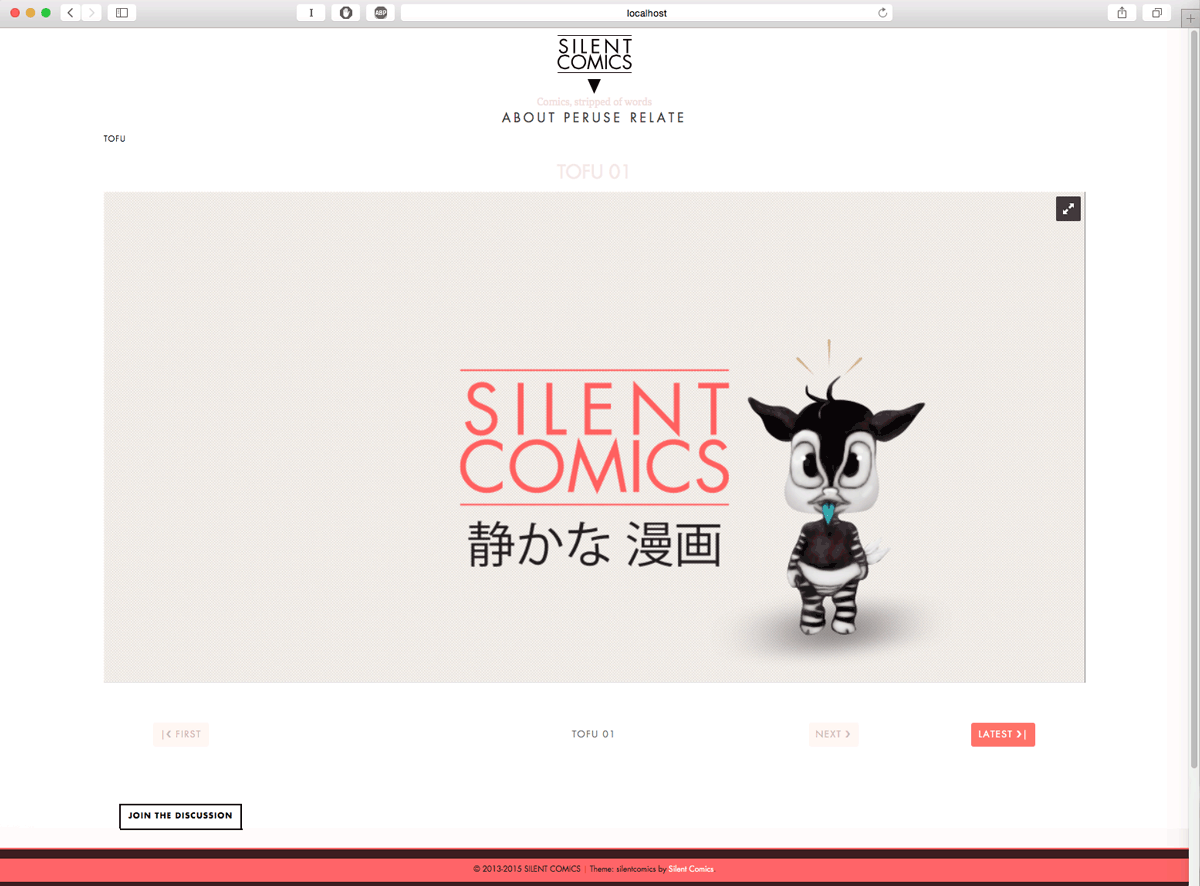 I
ABP
localhost
SILENT
COMICS
Comics, stripped of words
ABOUT PERUSE RELATE
TOFU
TOFU 01
SILENT
COMICS
静かな 漫画
|❮ FIRST
TOFU 01
NEXT ❯
LATEST ❯|
JOIN THE DISCUSSION
© 2013-2015 SILENT COMICS | Theme: silentcomics by Silent Comics.